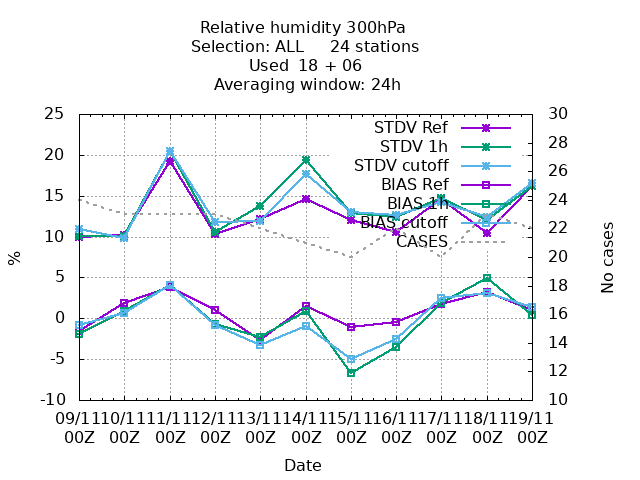 Relative humidity 300hPa
Selection: ALL     24 stations
Used  18 + 06
Averaging window: 24h
25
20
15
10
5
0
-5
-10
%
30
28
26
24
22
20
18
16
14
12
10
No cases
STDV Ref
STDV 1h
STDV cutoff
BIAS Ref
BIAS 1h
BIAS cutoff
CASES
09/11 10/11 11/11 12/11 13/11 14/11 15/11 16/11 17/11 18/11 19/11
00Z 00Z 00Z 00Z 00Z 00Z 00Z 00Z 00Z 00Z 00Z
Date